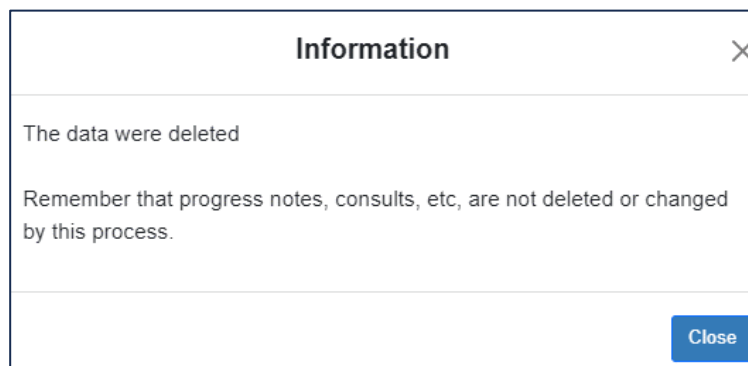 Information
The data were deleted
Remember that progress notes, consults, etc, are not deleted or changed
by this process.
Close